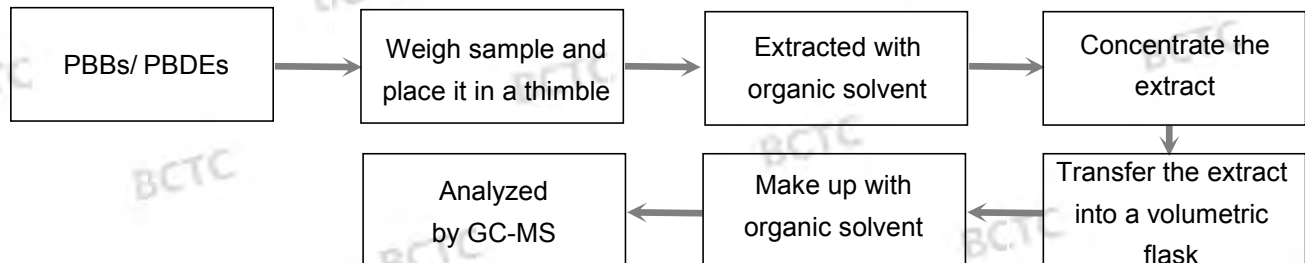 PBBs/ PBDEs
Weigh sample and
place it in a thimble
Extracted with
organic solvent
Concentrate the
extract
Transfer the extract
into a volumetric
flask
Make up with
organic solvent
Analyzed
by GC-MS
BCTC
BCTC
BCTC
BCTC
BCTC
BCTC